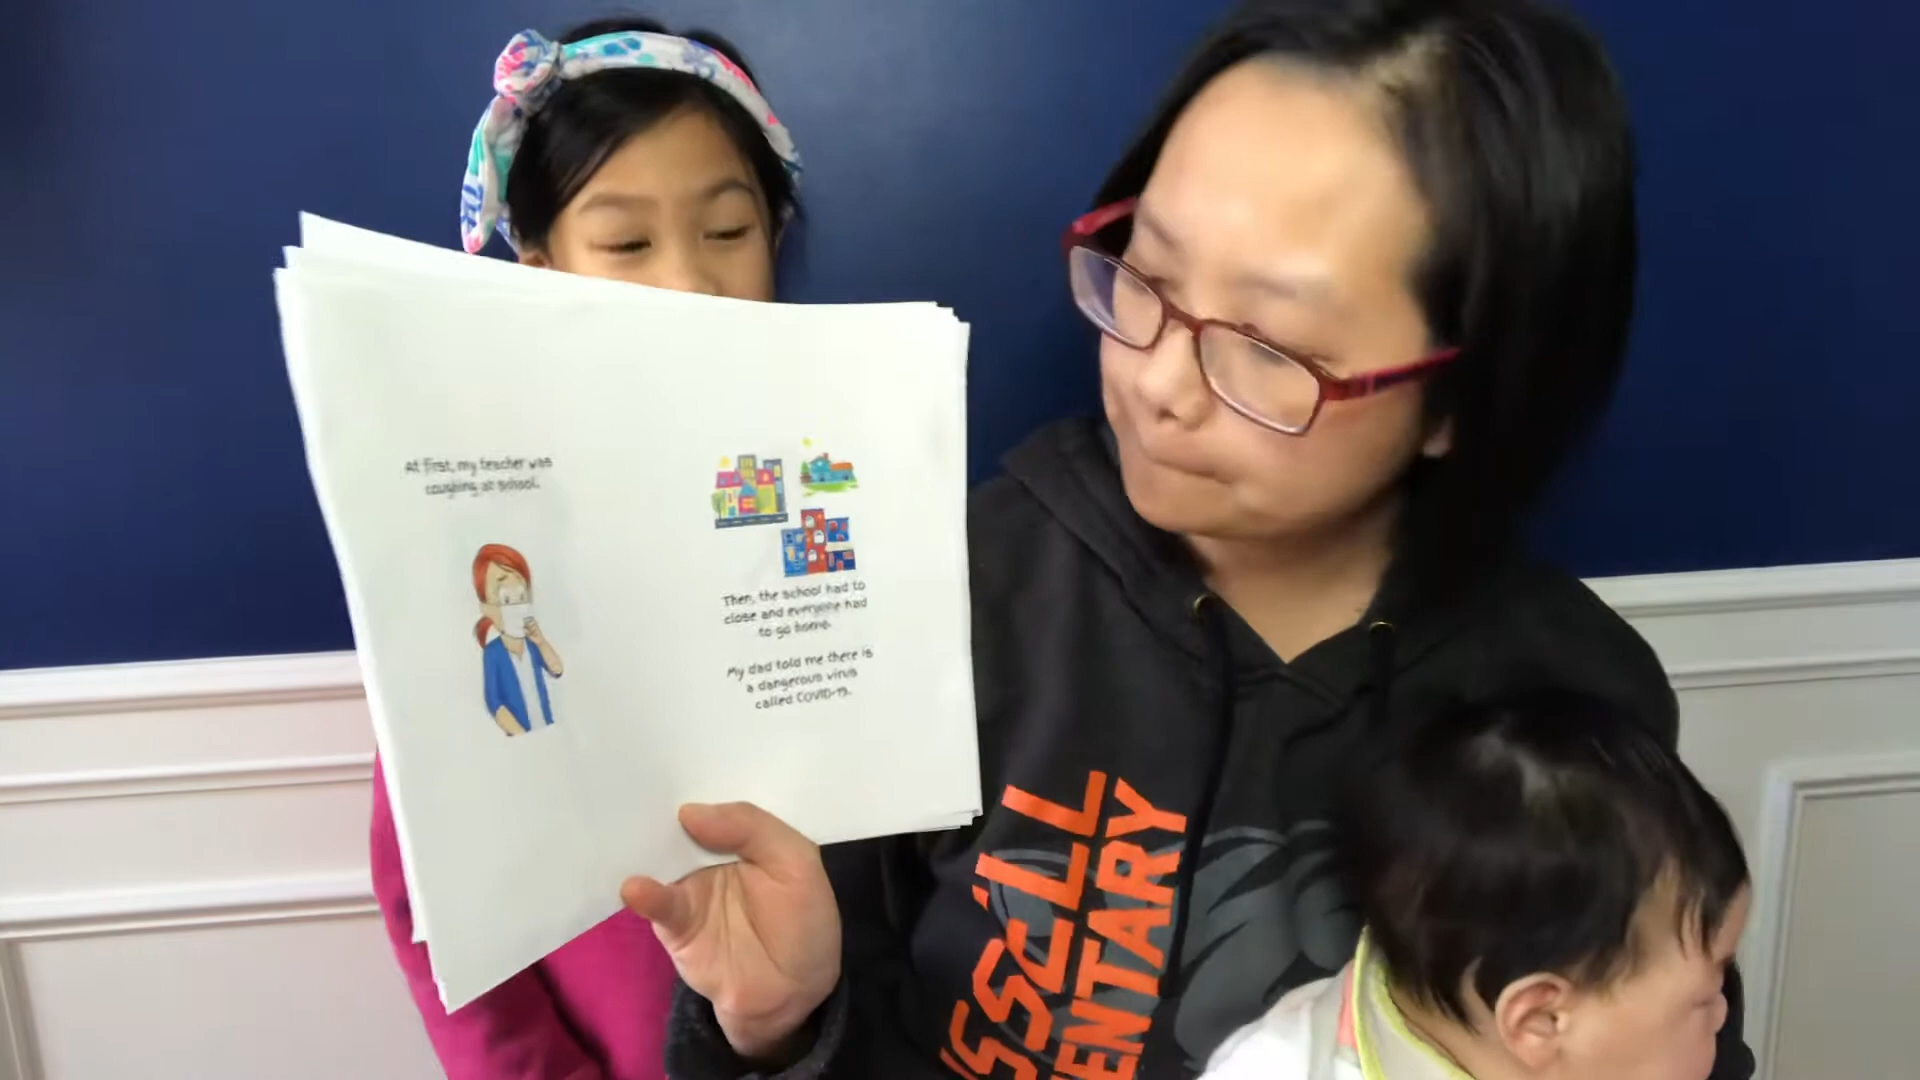 At first, my teacher was
coughing at school.
Then, the school had to
close and everyone had
to go home.
My dad told me there is
a dangerous virus
called COVID-19.
SSELL
ENTARY